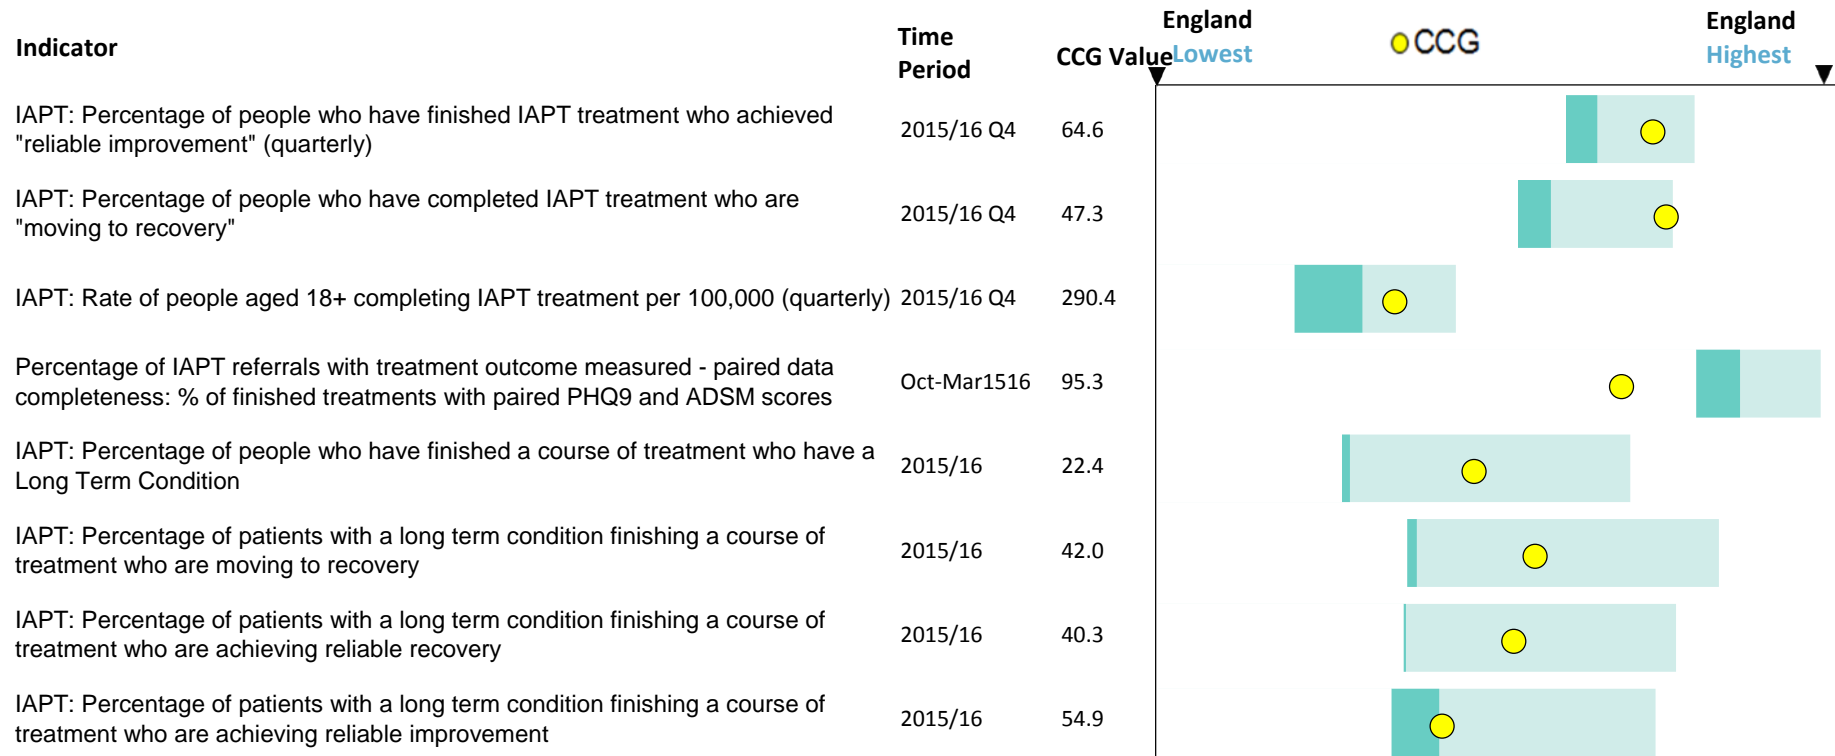 Indicator
Time
Period
CCG Value
England
Lowest
CCG
England
Highest
IAPT: Percentage of people who have finished IAPT treatment who achieved
"reliable improvement" (quarterly)
2015/16 Q4
64.6
IAPT: Percentage of people who have completed IAPT treatment who are
"moving to recovery"
2015/16 Q4
47.3
IAPT: Rate of people aged 18+ completing IAPT treatment per 100,000 (quarterly)
2015/16 Q4
290.4
Percentage of IAPT referrals with treatment outcome measured - paired data
completeness: % of finished treatments with paired PHQ9 and ADSM scores
Oct-Mar1516
95.3
IAPT: Percentage of people who have finished a course of treatment who have a
Long Term Condition
2015/16
22.4
IAPT: Percentage of patients with a long term condition finishing a course of
treatment who are moving to recovery
2015/16
42.0
IAPT: Percentage of patients with a long term condition finishing a course of
treatment who are achieving reliable recovery
2015/16
40.3
IAPT: Percentage of patients with a long term condition finishing a course of
treatment who are achieving reliable improvement
2015/16
54.9